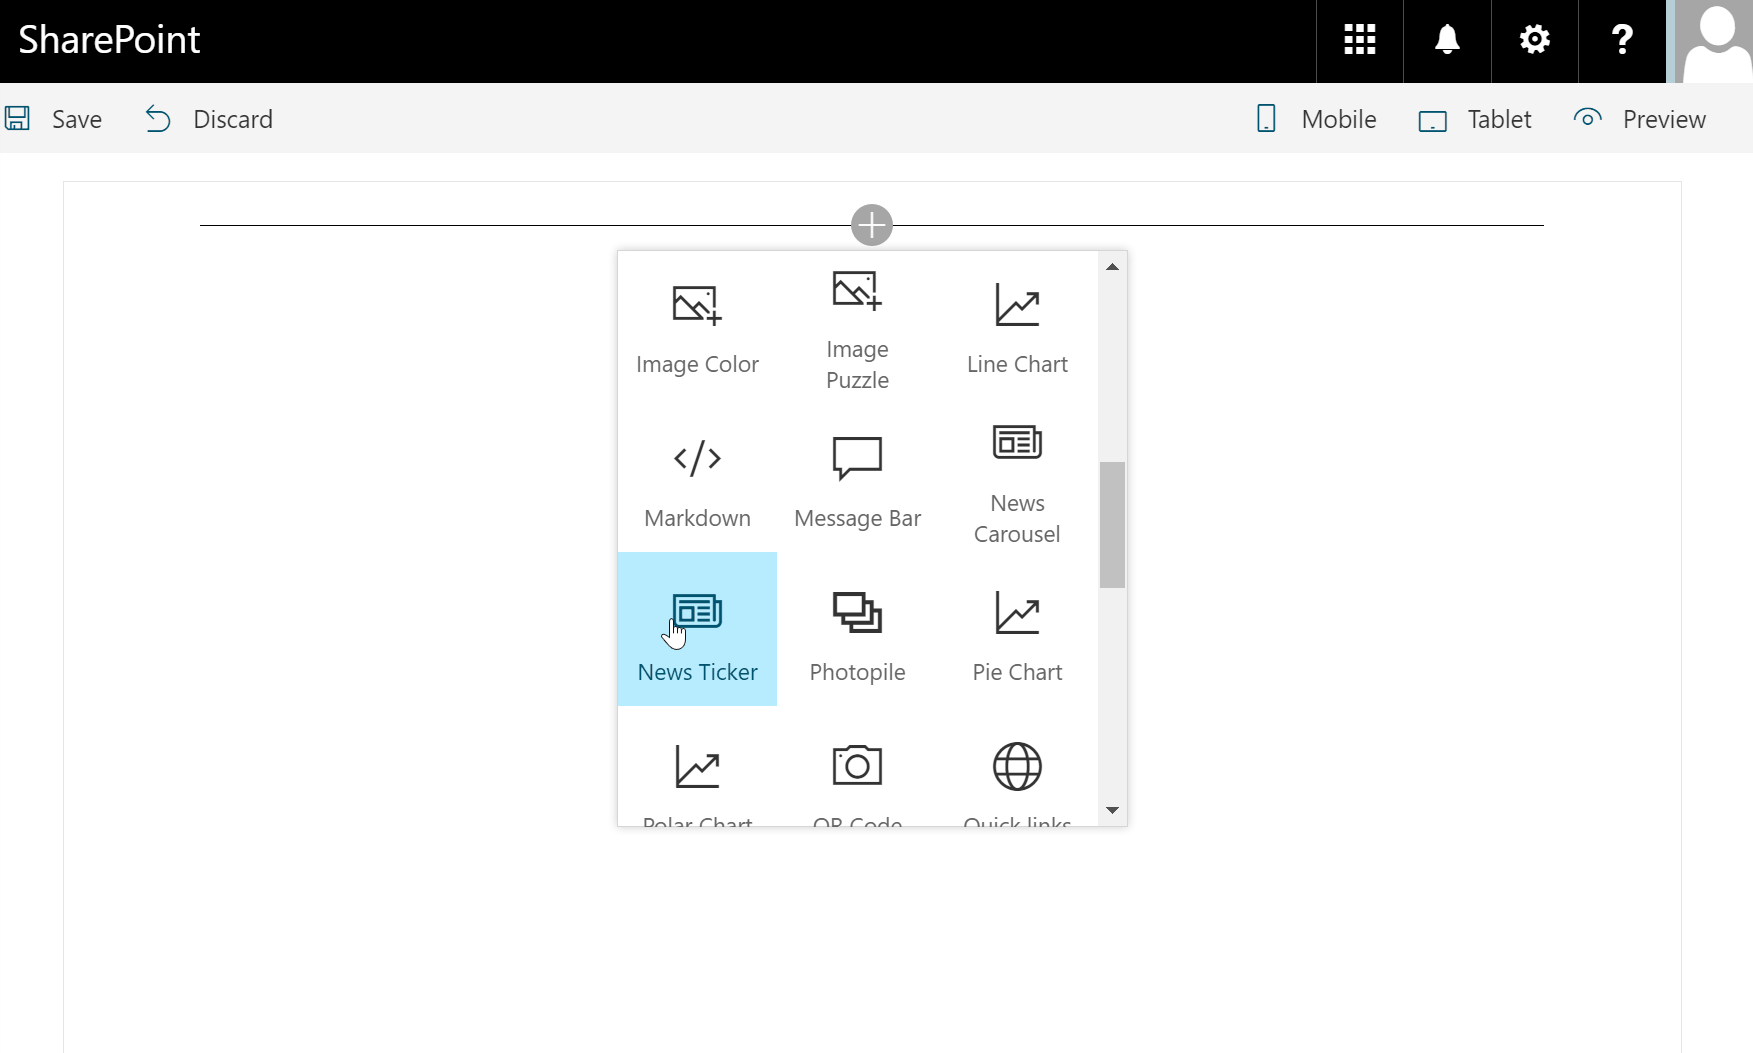 SharePoint
Save
Discard
Mobile
Tablet
Preview
Image Color
Image
Puzzle
Line Chart
Markdown
Message Bar
News
Carousel
News Ticker
Photopile
Pie Chart
Polar Chart
QR Code
Quick links